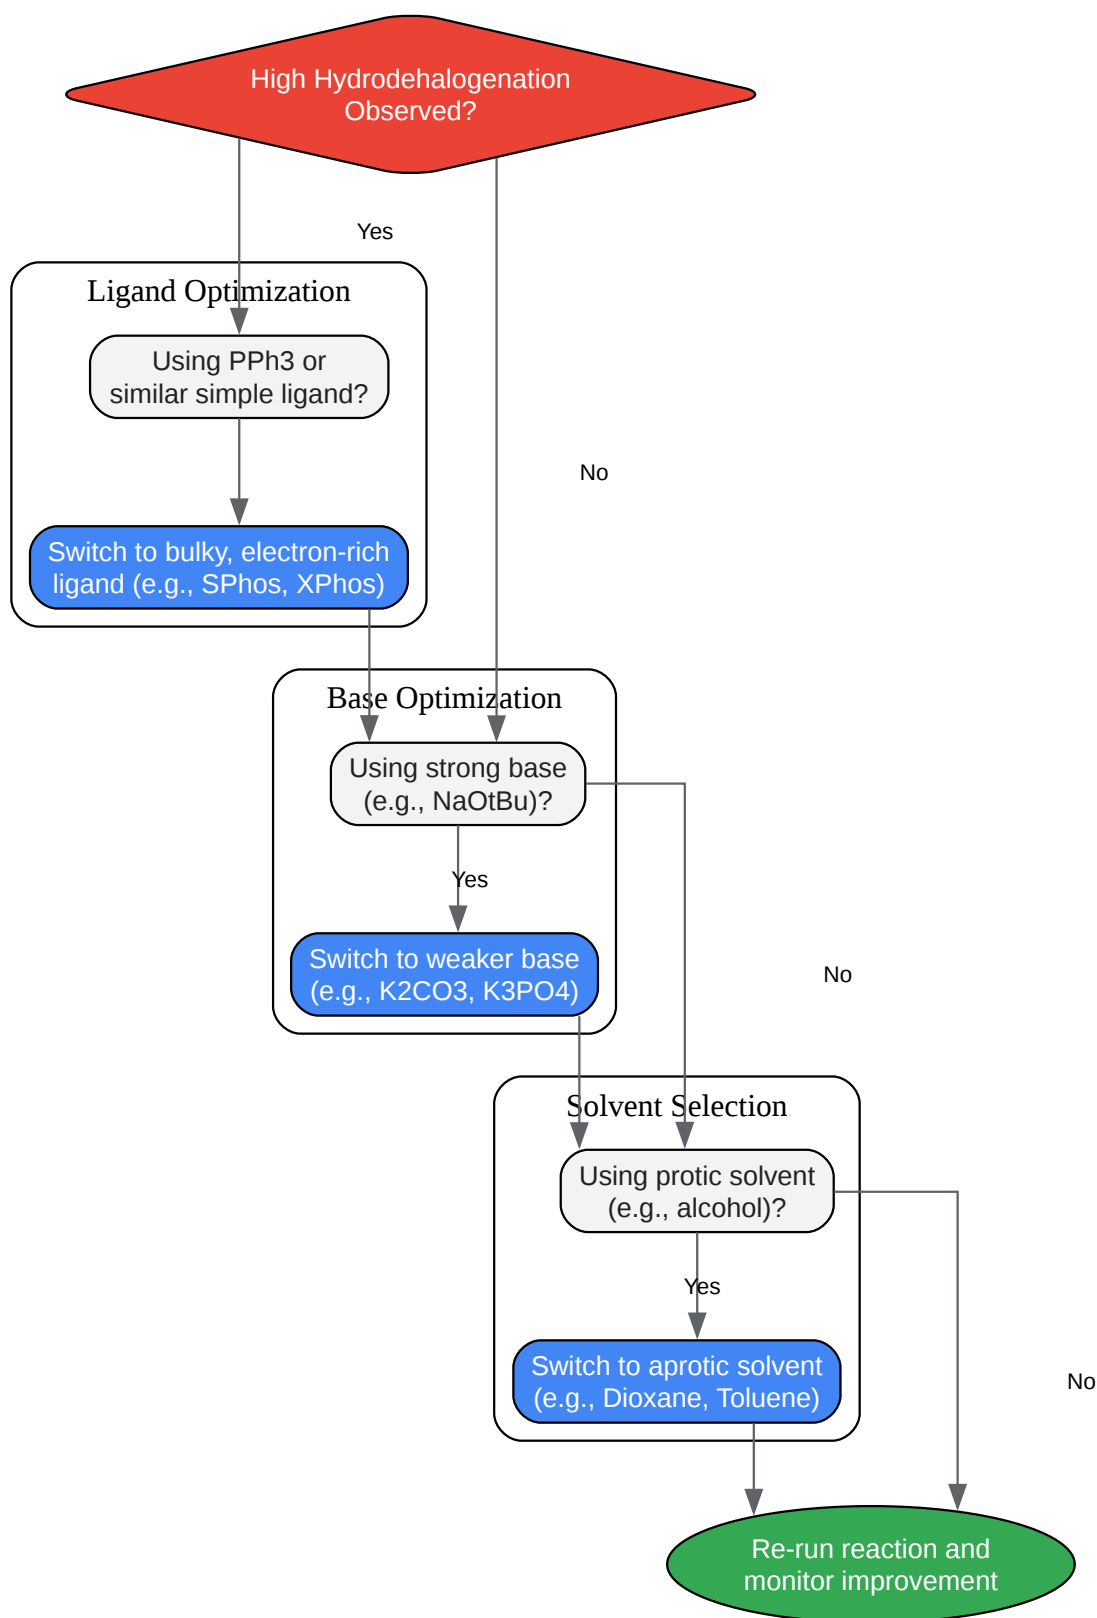 High Hydrodehalogenation
Observed?
Yes
Ligand Optimization
Using PPh3 or
similar simple ligand?
No
Switch to bulky, electron-rich
ligand (e.g., SPhos, XPhos)
Base Optimization
Using strong base
(e.g., NaOtBu)?
Yes
Switch to weaker base
(e.g., K2CO3, K3PO4)
No
Solvent Selection
Using protic solvent
(e.g., alcohol)?
Yes
Switch to aprotic solvent
(e.g., Dioxane, Toluene)
No
Re-run reaction and
monitor improvement